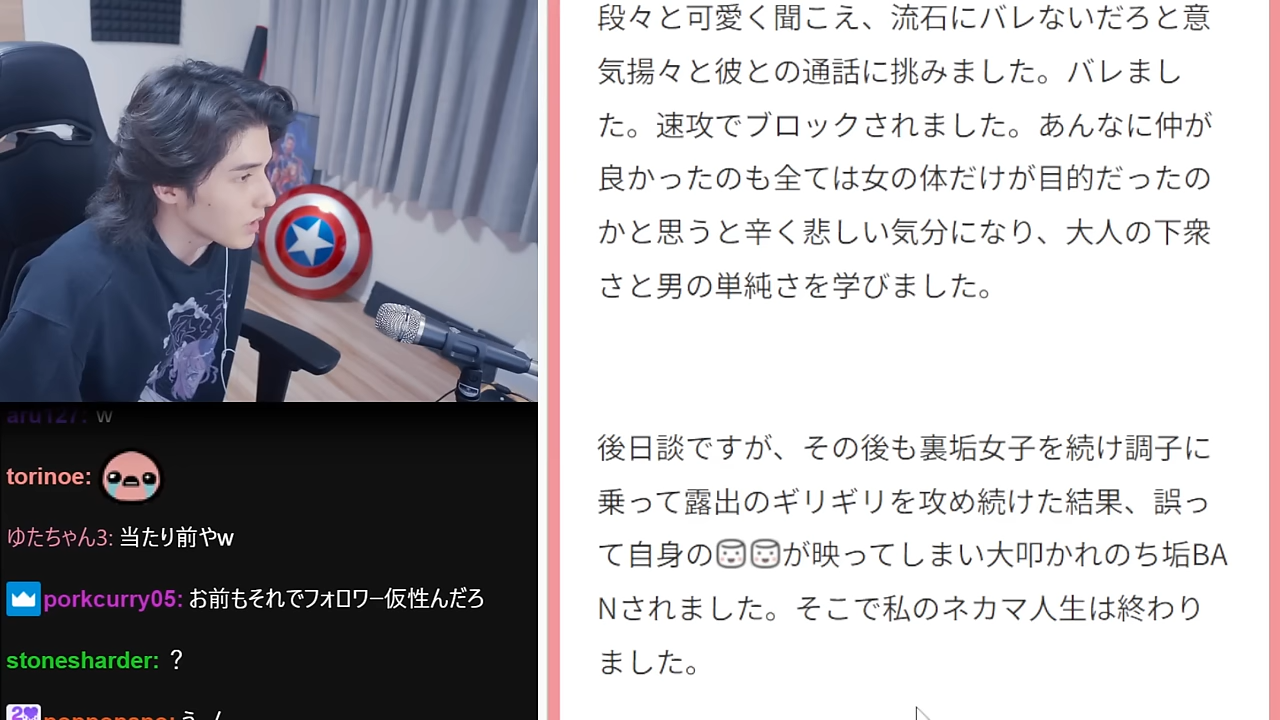 段々と可愛く聞こえ、流石にバレないだろと意
気揚々と彼との通話に挑みました。バレまし
た。速攻でブロックされました。あんなに仲が
良かったのも全ては女の体だけが目的だったの
かと思うと辛く悲しい気分になり、大人の下衆
さと男の単純さを学びました。
後日談ですが、その後も裏垢女子を続け調子に
乗って露出のギリギリを攻め続けた結果、誤っ
て自身の が映ってしまい大叩かれのち垢BA
Nされました。そこで私のネカマ人生は終わり
ました。
aru127: w
torinoe:
ゆたちゃん3: 当たり前やw
porkcurry05: お前もそれでフォロワー仮性んだろ
stonesharder: ？